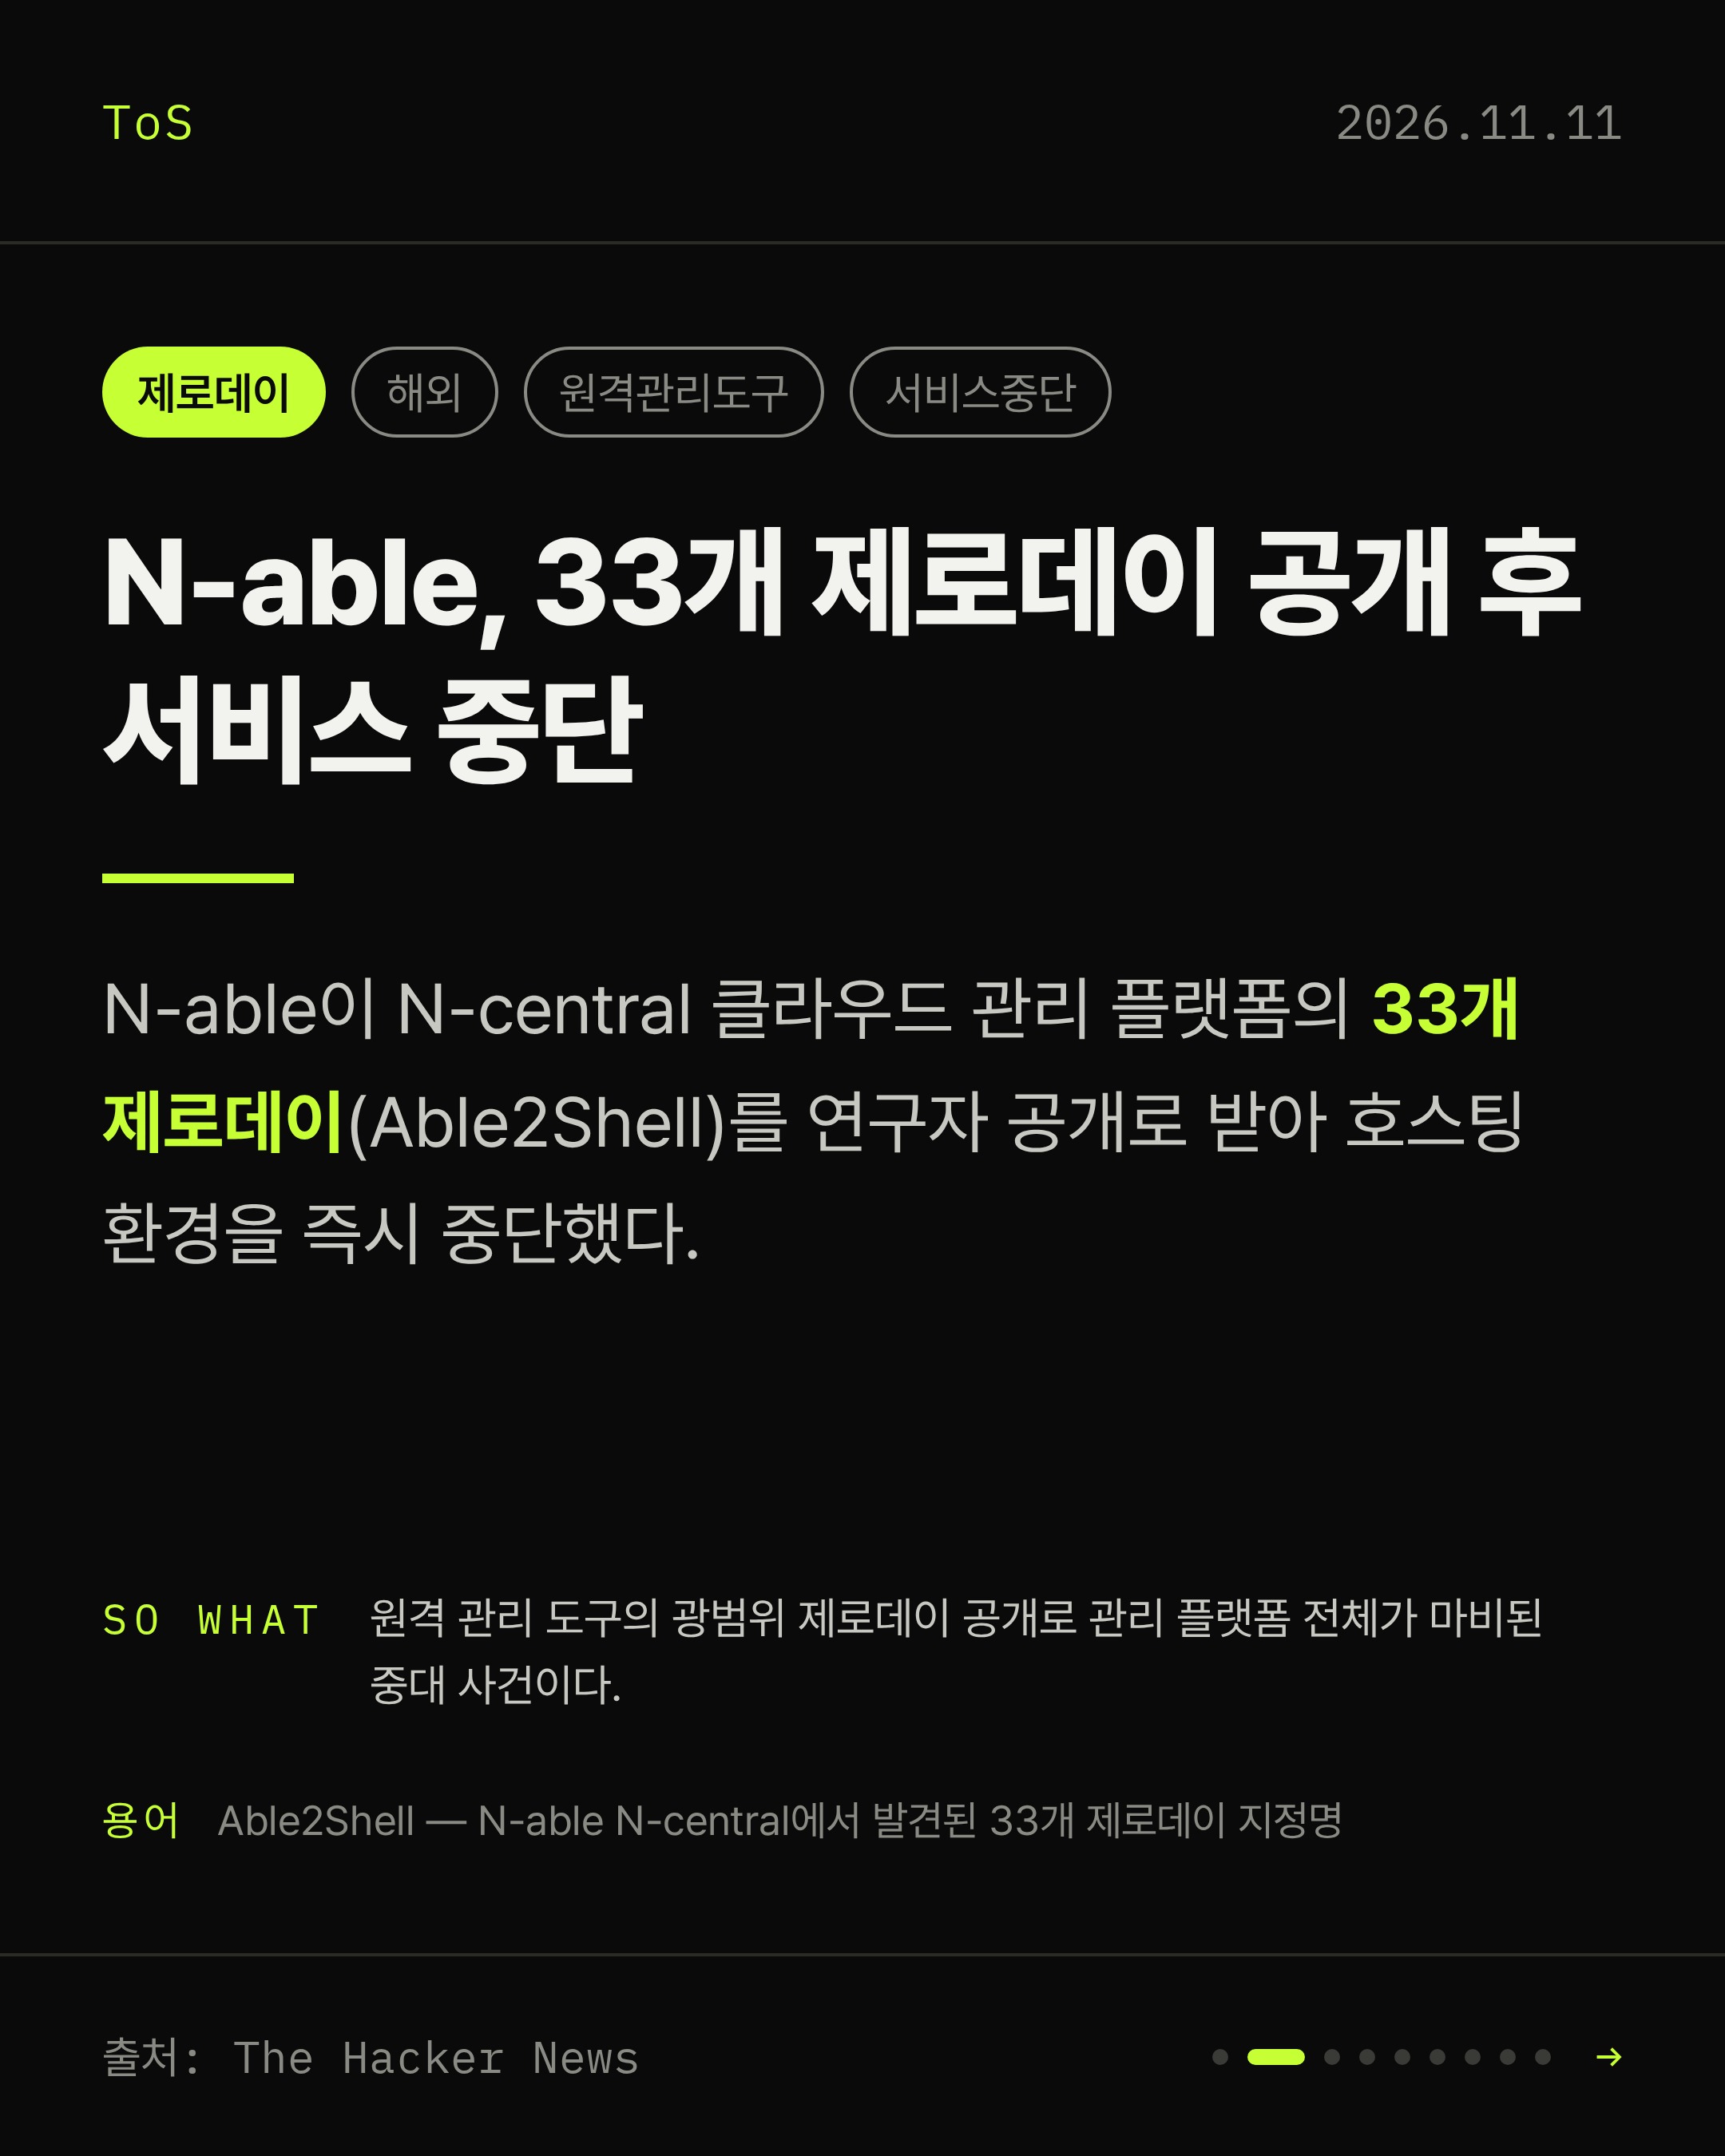 ToS
2026.11.11
제로데이
해외
원격관리도구
서비스중단
N-able, 33개 제로데이 공개 후
서비스 중단
N-able이 N-central 클라우드 관리 플랫폼의 33개
제로데이(Able2Shell)를 연구자 공개로 받아 호스팅
환경을 즉시 중단했다.
SO WHAT 원격 관리 도구의 광범위 제로데이 공개로 관리 플랫폼 전체가 마비된
중대 사건이다.
용어 Able2Shell — N-able N-central에서 발견된 33개 제로데이 지정명
출처: The Hacker News
→